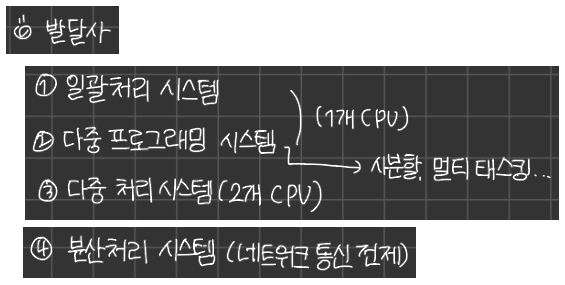 ⓞ 발달사
① 일괄처리 시스템
(1개 CPU)
② 다중 프로그래밍 시스템
→ 시분할, 멀티 태스킹...
③ 다중 처리 시스템 (2개 CPU)
④ 분산처리 시스템 (네트워크 통신 전제)